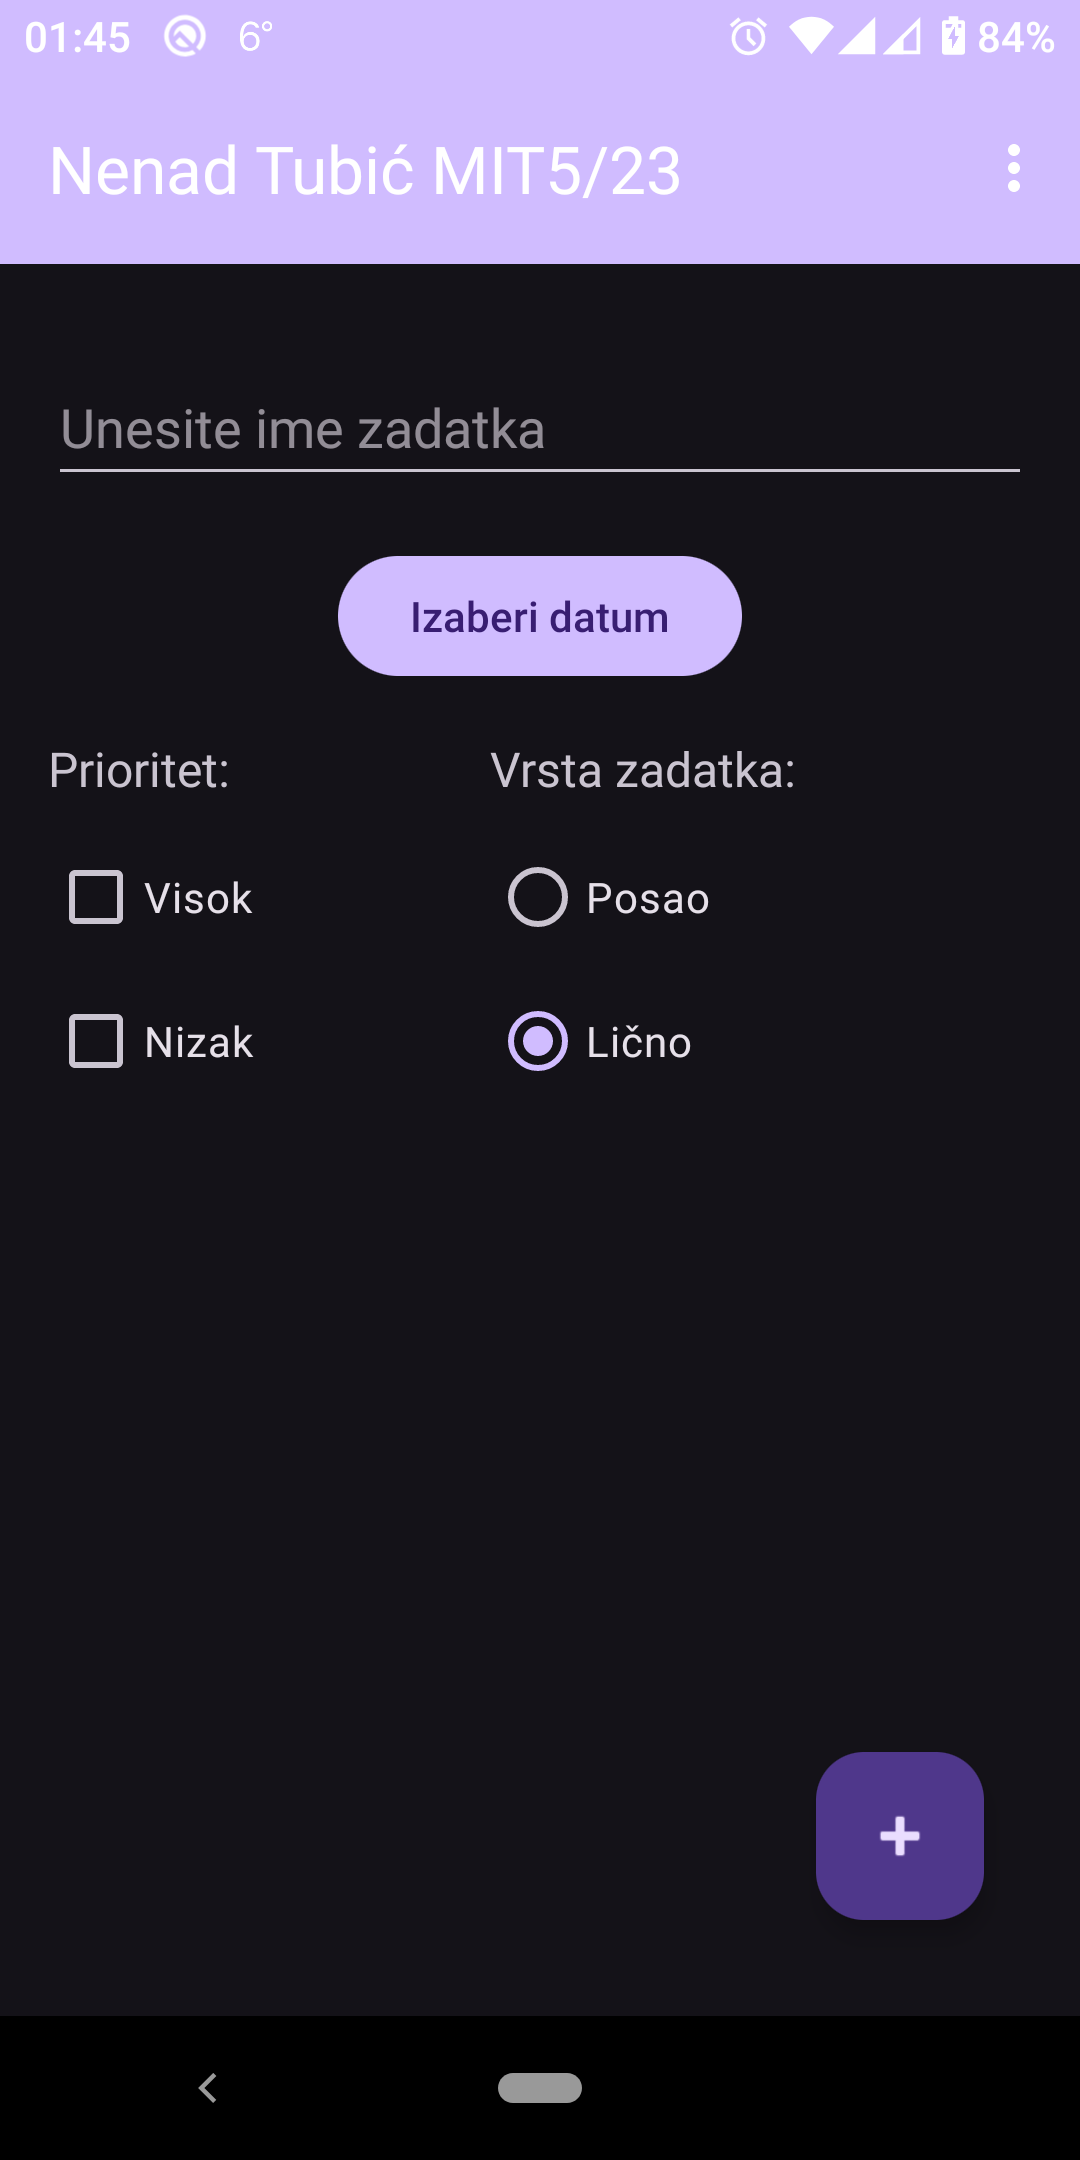 01:45 6° 84%
Nenad Tubić MIT5/23
Unesite ime zadatka
Izaberi datum
Prioritet: Vrsta zadatka:
Visok Posao
Nizak Lično